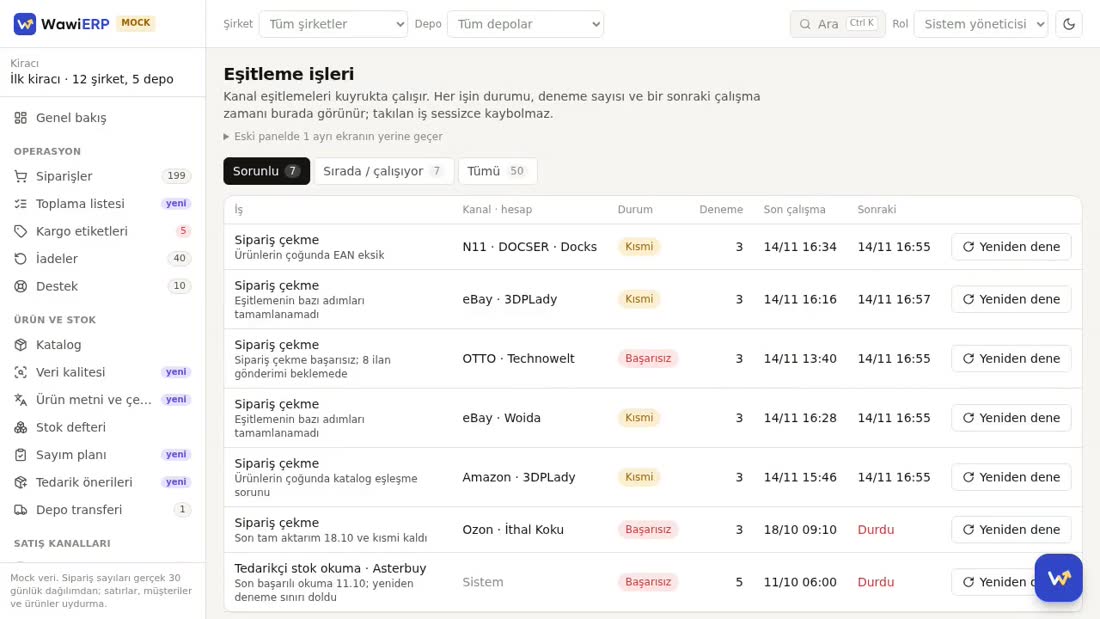 WawiERP MOCK
Şirket Tüm şirketler Depo Tüm depolar Ara Ctrl K Rol Sistem yöneticisi
Kiracı
İlk kiracı · 12 şirket, 5 depo
Genel bakış
OPERASYON
Siparişler 199
Toplama listesi yeni
Kargo etiketleri 5
İadeler 40
Destek 10
ÜRÜN VE STOK
Katalog
Veri kalitesi yeni
Ürün metni ve çe... yeni
Stok defteri
Sayım planı yeni
Tedarik önerileri yeni
Depo transferi 1
SATIŞ KANALLARI
Mock veri. Sipariş sayıları gerçek 30
günlük dağılımdan; satırlar, müşteriler
ve ürünler uydurma.
Eşitleme işleri
Kanal eşitlemeleri kuyrukta çalışır. Her işin durumu, deneme sayısı ve bir sonraki çalışma
zamanı burada görünür; takılan iş sessizce kaybolmaz.
Eski panelde 1 ayrı ekranın yerine geçer
Sorunlu 7 Sırada / çalışıyor 7 Tümü 50
İş Kanal · hesap Durum Deneme Son çalışma Sonraki
Sipariş çekme
Ürünlerin çoğunda EAN eksik
N11 · DOCSER · Docks Kısmi 3 14/11 16:34 14/11 16:55 Yeniden dene
Sipariş çekme
Eşitlemenin bazı adımları
tamamlanamadı
eBay · 3DPLady Kısmi 3 14/11 16:16 14/11 16:57 Yeniden dene
Sipariş çekme
Sipariş çekme başarısız; 8 ilan
gönderimi beklemede
OTTO · Technowelt Başarısız 3 14/11 13:40 14/11 16:55 Yeniden dene
Sipariş çekme
Eşitlemenin bazı adımları
tamamlanamadı
eBay · Woida Kısmi 3 14/11 16:28 14/11 16:55 Yeniden dene
Sipariş çekme
Ürünlerin çoğunda katalog eşleşme
sorunu
Amazon · 3DPLady Kısmi 3 14/11 15:46 14/11 16:55 Yeniden dene
Sipariş çekme
Son tam aktarım 18.10 ve kısmi kaldı
Ozon · İthal Koku Başarısız 3 18/10 09:10 Durdu Yeniden dene
Tedarikçi stok okuma · Asterbuy
Son başarılı okuma 11.10; yeniden
deneme sınırı doldu
Sistem Başarısız 5 11/10 06:00 Durdu Yeniden